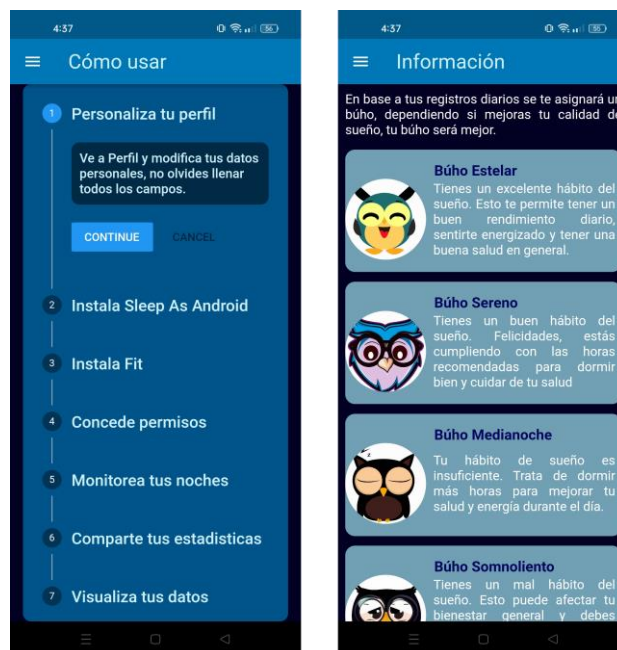 4:37
56
Cómo usar
1
Personaliza tu perfil
Ve a Perfil y modifica tus datos
personales, no olvides llenar
todos los campos.
CONTINUE
CANCEL
2
Instala Sleep As Android
3
Instala Fit
4
Concede permisos
5
Monitorea tus noches
6
Comparte tus estadisticas
7
Visualiza tus datos
4:37
56
Información
En base a tus registros diarios se te asignará un
búho, dependiendo si mejoras tu calidad de
sueño, tu búho será mejor.
Búho Estelar
Tienes un excelente hábito del
sueño. Esto te permite tener un
buen rendimiento diario,
sentirte energizado y tener una
buena salud en general.
Búho Sereno
Tienes un buen hábito del
sueño. Felicidades, estás
cumpliendo con las horas
recomendadas para dormir
bien y cuidar de tu salud
Búho Medianoche
Tu hábito de sueño es
insuficiente. Trata de dormir
más horas para mejorar tu
salud y energía durante el día.
Búho Somnoliento
Tienes un mal hábito del
sueño. Esto puede afectar tu
bienestar general y debes